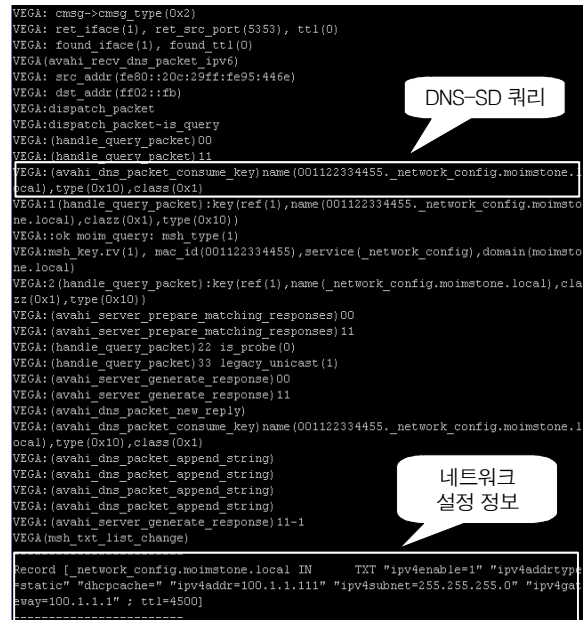 VEGA: cmsg->cmsg_type(0x2)
VEGA: ret_iface(1), ret_src_port(5353), ttl(0)
VEGA: found_iface(1), found_ttl(0)
VEGA(avahi_recv_dns_packet_ipv6)
VEGA: src_addr(fe80::20c:29ff:fe95:446e)
VEGA: dst_addr(ff02::fb)
DNS-SD 쿼리
VEGA:dispatch_packet
VEGA:dispatch_packet-is_query
VEGA:(handle_query_packet)00
VEGA:(handle_query_packet)11
VEGA:(avahi_dns_packet_consume_key)name(001122334455._network_config.moimstone.l
ocal),type(0x10),class(0x1)
VEGA:1(handle_query_packet):key(ref(1),name(001122334455._network_config.moimsto
ne.local),clazz(0x1),type(0x10))
VEGA::ok moim_query: msh_type(1)
VEGA:msh_key.rv(1), mac_id(001122334455),service(_network_config),domain(moimsto
ne.local)
VEGA:2(handle_query_packet):key(ref(1),name(_network_config.moimstone.local),cla
zz(0x1),type(0x10))
VEGA:(avahi_server_prepare_matching_responses)00
VEGA:(avahi_server_prepare_matching_responses)11
VEGA:(handle_query_packet)22 is_probe(0)
VEGA:(handle_query_packet)33 legacy_unicast(1)
VEGA:(avahi_server_generate_response)00
VEGA:(avahi_server_generate_response)11
VEGA:(avahi_dns_packet_new_reply)
VEGA:(avahi_dns_packet_consume_key)name(001122334455._network_config.moimstone.l
ocal),type(0x10),class(0x1)
VEGA:(avahi_dns_packet_append_string)
VEGA:(avahi_dns_packet_append_string)
VEGA:(avahi_dns_packet_append_string)
VEGA:(avahi_dns_packet_append_string)
VEGA:(avahi_server_generate_response)11-1
VEGA(msh_txt_list_change)
네트워크
설정 정보
------------------------
Record [_network_config.moimstone.local IN TXT "ipv4enable=1" "ipv4addrtype
=static" "dhcpcache=" "ipv4addr=100.1.1.111" "ipv4subnet=255.255.255.0" "ipv4gat
eway=100.1.1.1" ; ttl=4500]
------------------------